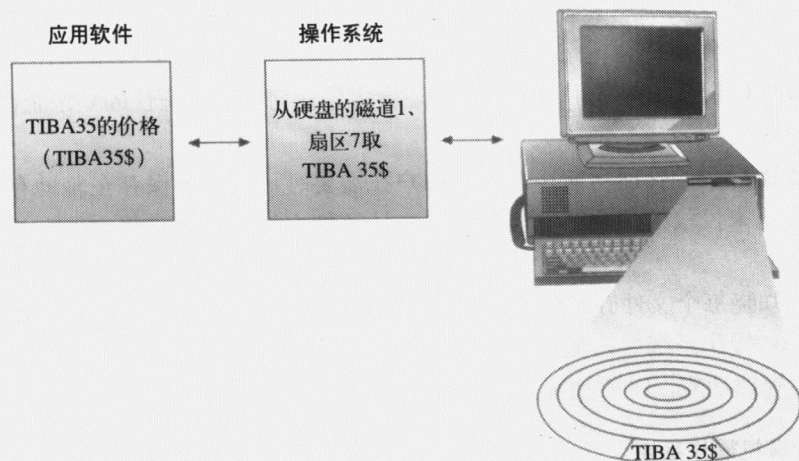 应用软件
操作系统
TIBA35的价格
(TIBA35$)
从硬盘的磁道1、
扇区7取
TIBA 35$
TIBA 35$